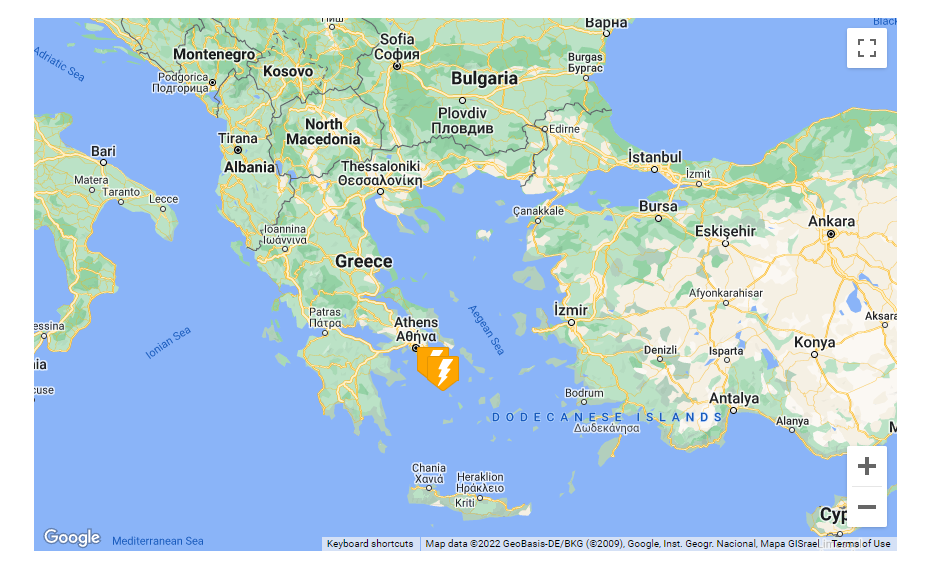 Варна
Black
Sofia
София
Montenegro
Kosovo
Burgas
Бургас
Adriatic Sea
Podgorica
Подгорица
Bulgaria
Plovdiv
Пловдив
North
Macedonia
Edirne
Tirana
Bari
Albania
Thessaloniki
Θεσσαλονίκη
İstanbul
İzmit
Matera
Taranto
Lecce
Çanakkale
Bursa
Ankara
Eskişehir
Ioannina
Ιωάννινα
Greece
Afyonkarahisar
Patras
Πάτρα
Athens
Αθήνα
Aegean Sea
İzmir
Aksara
essina
Ionian Sea
Denizli
Isparta
Konya
ia
cuse
Bodrum
Antalya
DODECANESE ISLANDS
Δωδεκάνησα
Alanya
Chania
Χανιά
Heraklion
Ηράκλειο
Kriti
Cyp
Google
Mediterranean Sea
Keyboard shortcuts
Map data ©2022 GeoBasis-DE/BKG (©2009), Google, Inst. Geogr. Nacional, Mapa GISrael
Terms of Use